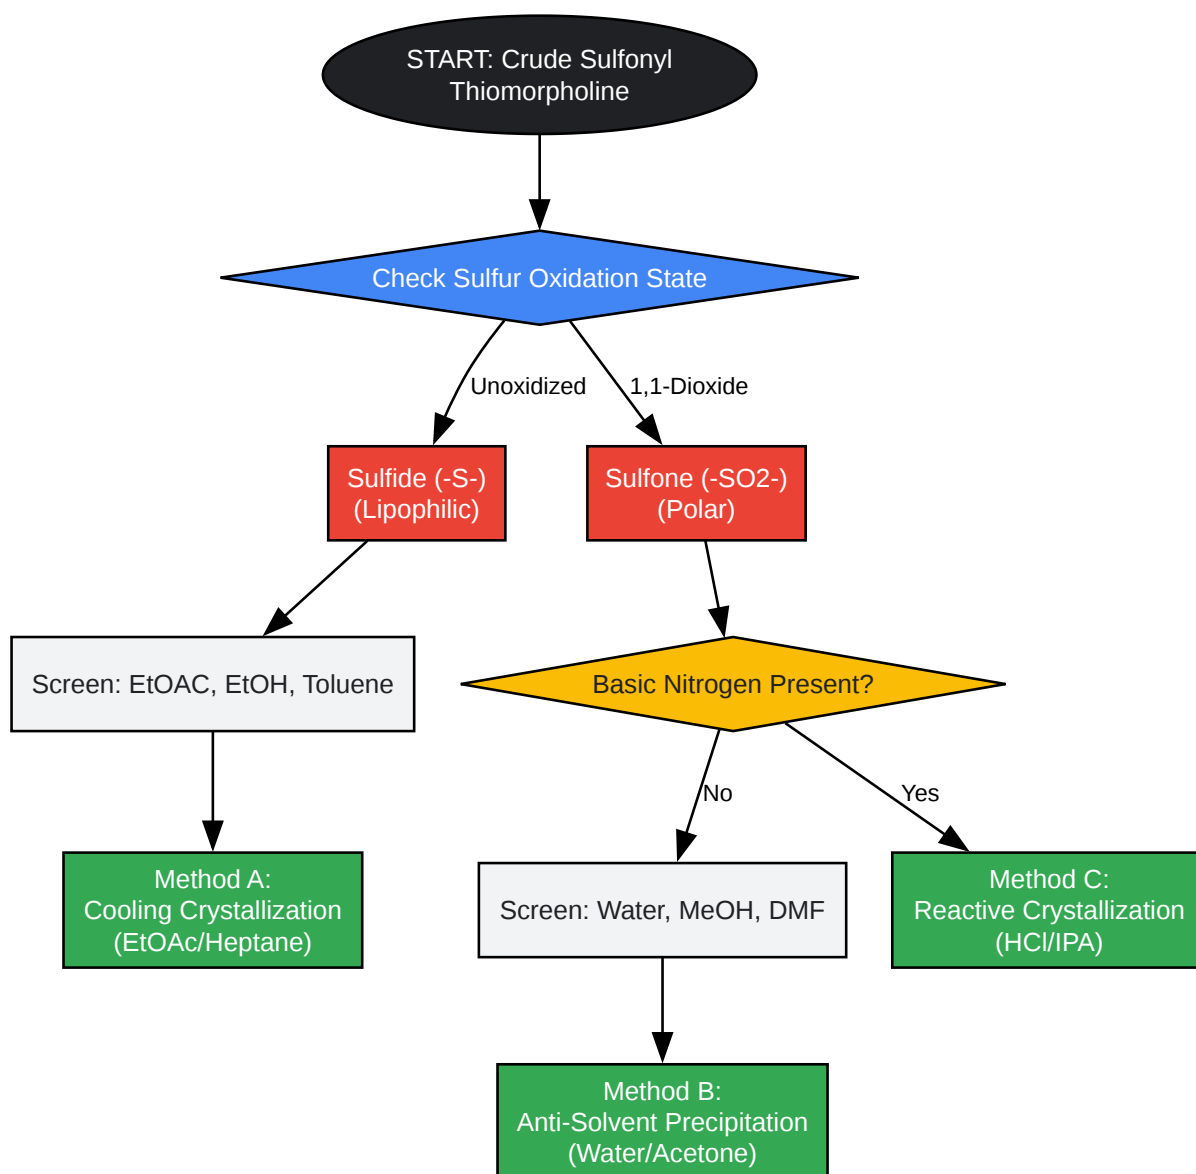 START: Crude Sulfonyl
Thiomorpholine
Check Sulfur Oxidation State
Unoxidized
1,1-Dioxide
Sulfide (-S-)
(Lipophilic)
Sulfone (-SO2-)
(Polar)
Screen: EtOAC, EtOH, Toluene
Basic Nitrogen Present?
No
Yes
Method A:
Cooling Crystallization
(EtOAc/Heptane)
Screen: Water, MeOH, DMF
Method C:
Reactive Crystallization
(HCl/IPA)
Method B:
Anti-Solvent Precipitation
(Water/Acetone)